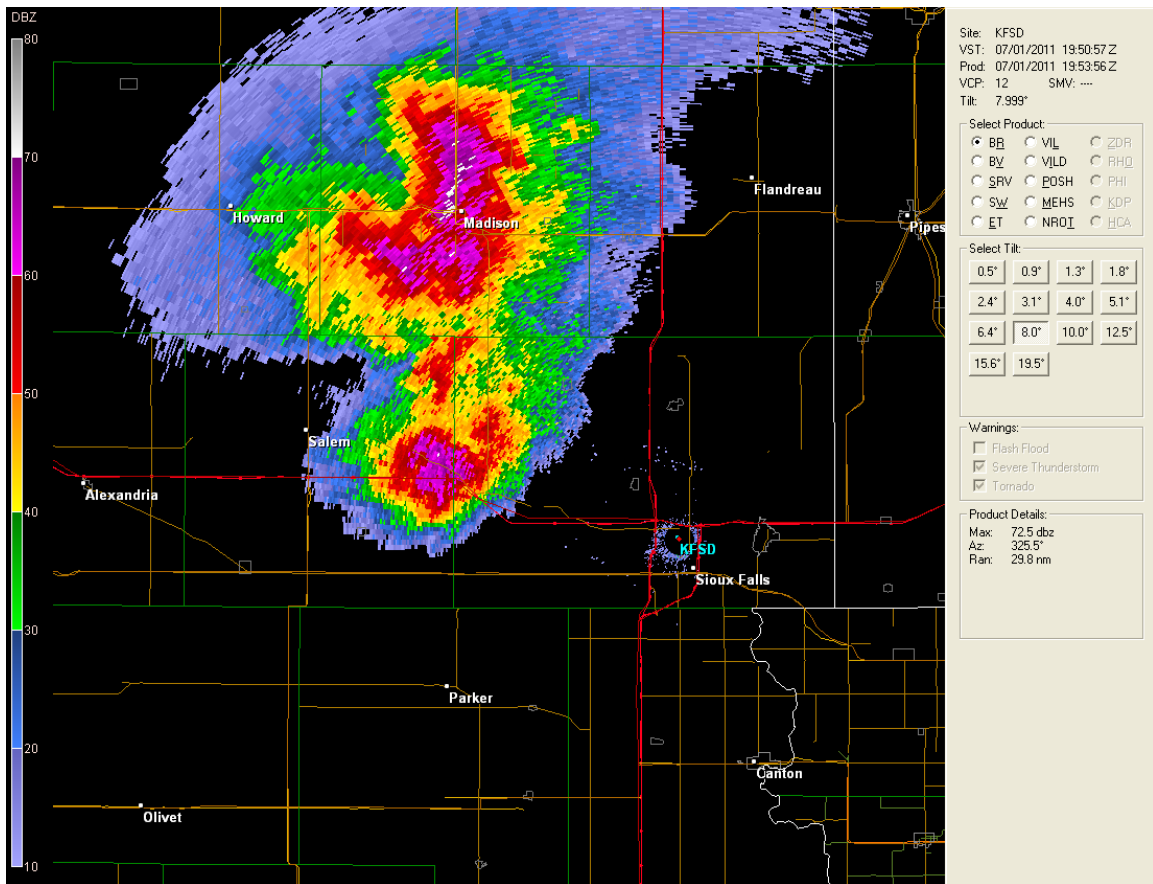 DBZ
80
70
60
50
40
30
20
10
Howard
Madison
Flandreau
Pipes
Salem
Alexandria
KFSD
Sioux Falls
Parker
Canton
Olivet
Site: KFSD
VST: 07/01/2011 19:50:57 Z
Prod: 07/01/2011 19:53:56 Z
VCP: 12 SMV: ----
Tilt: 7.999°
Select Product:
BR VIL ZDR
BV VILD RHO
SRV POSH PHI
SW MEHS KDP
ET NROT HCA
Select Tilt:
0.5° 0.9° 1.3° 1.8°
2.4° 3.1° 4.0° 5.1°
6.4° 8.0° 10.0° 12.5°
15.6° 19.5°
Warnings:
Flash Flood
Severe Thunderstorm
Tornado
Product Details:
Max: 72.5 dbz
Az: 325.5°
Ran: 29.8 nm